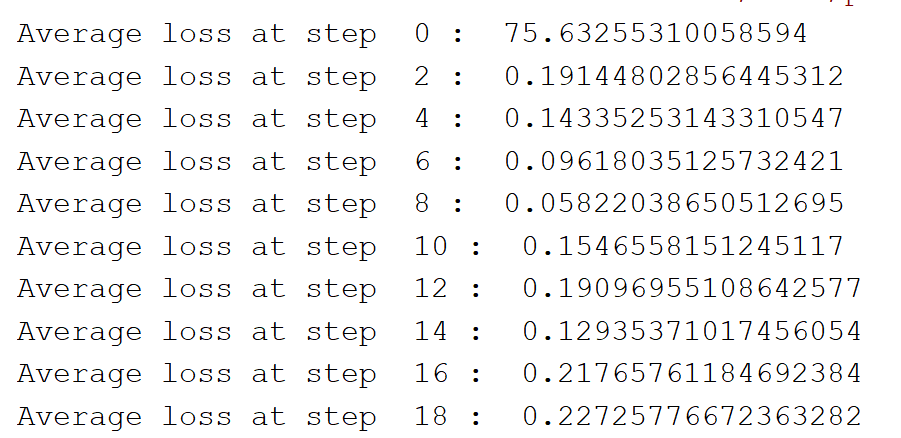 Average loss at step 0 : 75.63255310058594
Average loss at step 2 : 0.19144802856445312
Average loss at step 4 : 0.14335253143310547
Average loss at step 6 : 0.09618035125732421
Average loss at step 8 : 0.05822038650512695
Average loss at step 10 : 0.1546558151245117
Average loss at step 12 : 0.19096955108642577
Average loss at step 14 : 0.12935371017456054
Average loss at step 16 : 0.21765761184692384
Average loss at step 18 : 0.22725776672363282